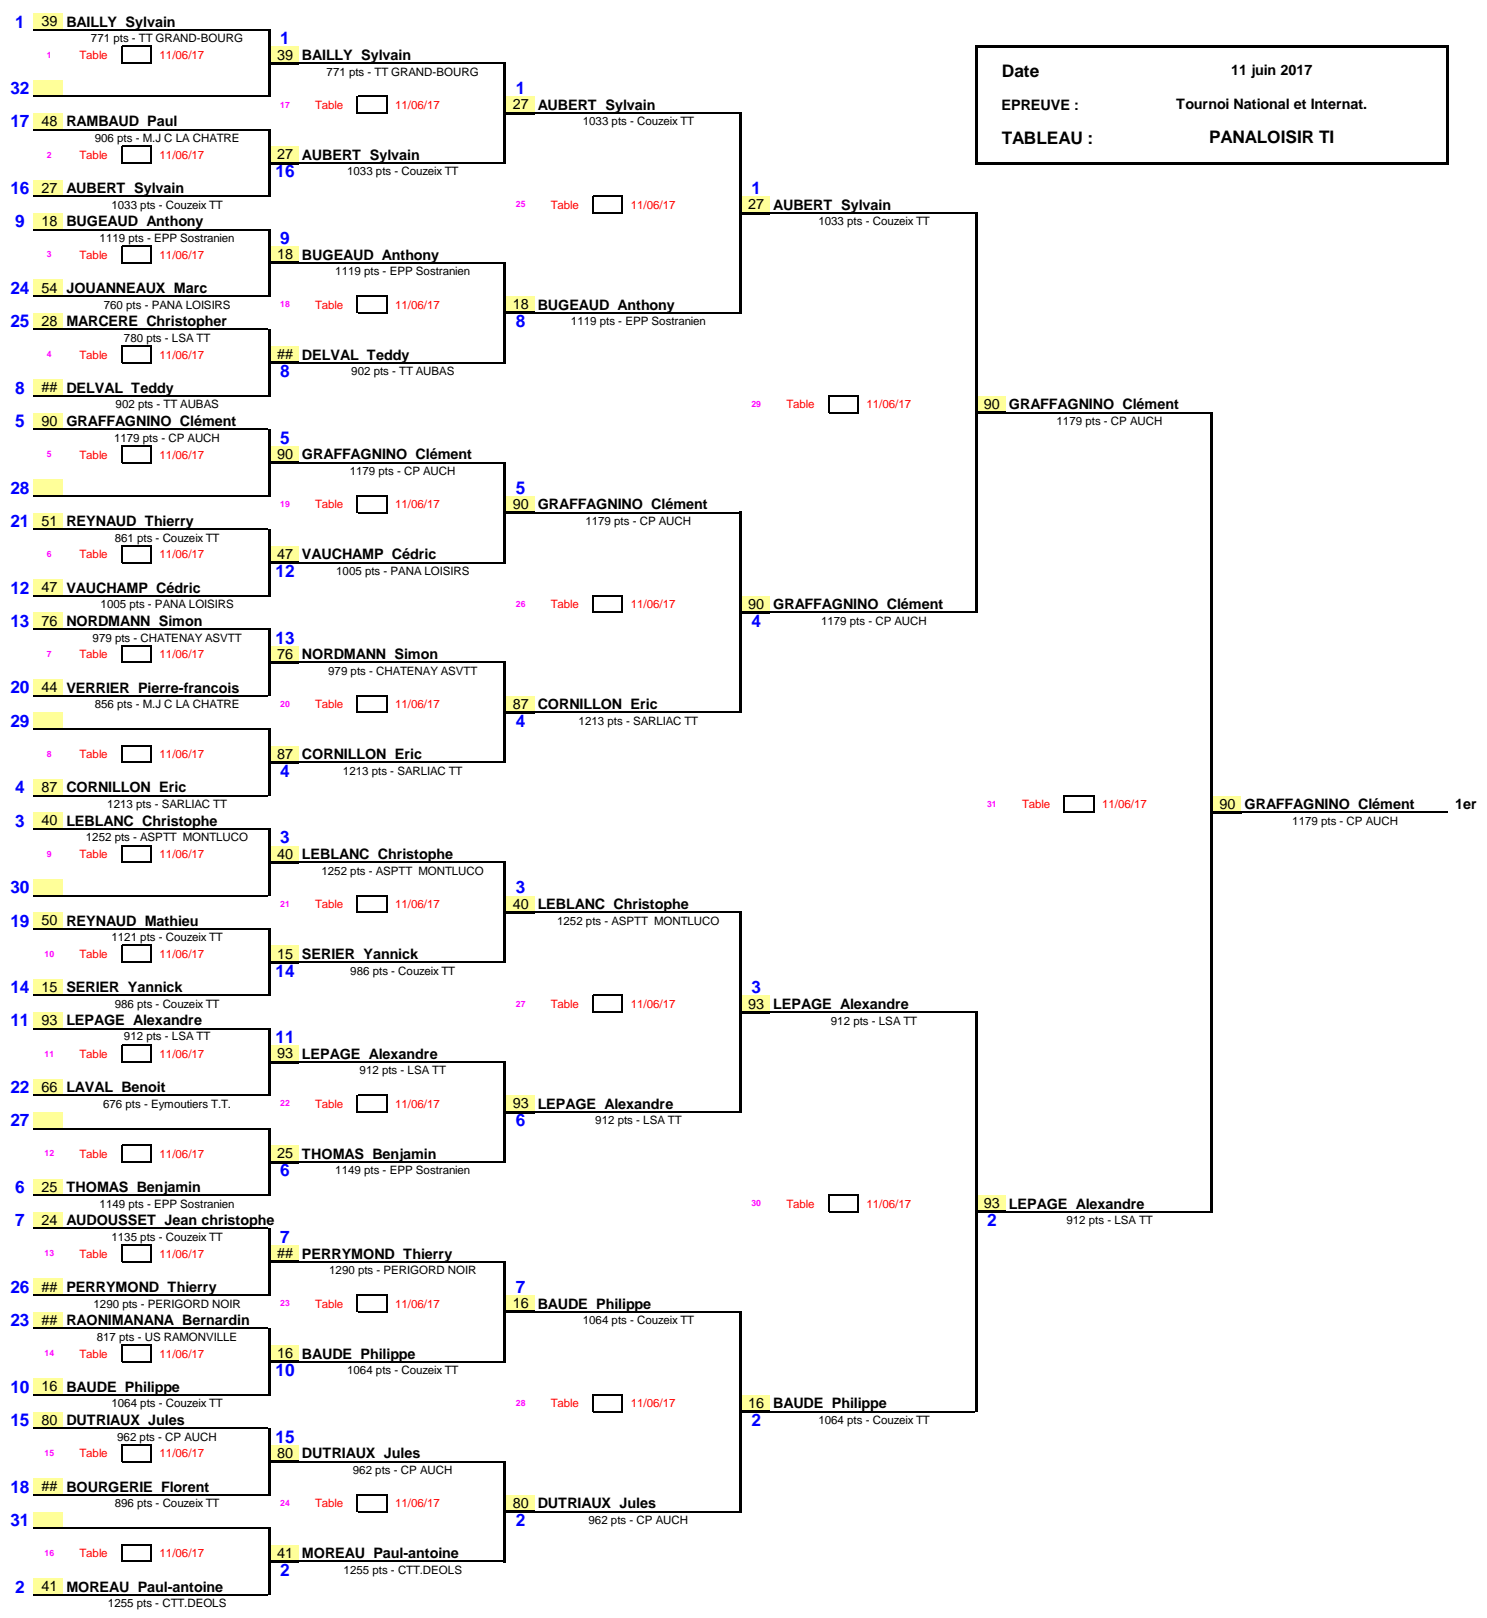 1 39 BAILLY Sylvain
771 pts - TT GRAND-BOURG
1 Table 11/06/17
32
17 48 RAMBAUD Paul
906 pts - M.J C LA CHATRE
2 Table 11/06/17
16 27 AUBERT Sylvain
1033 pts - Couzeix TT
9 18 BUGEAUD Anthony
1119 pts - EPP Sostranien
3 Table 11/06/17
24 54 JOUANNEAUX Marc
760 pts - PANA LOISIRS
25 28 MARCERE Christopher
780 pts - LSA TT
4 Table 11/06/17
8 ## DELVAL Teddy
902 pts - TT AUBAS
5 90 GRAFFAGNINO Clément
1179 pts - CP AUCH
5 Table 11/06/17
28
21 51 REYNAUD Thierry
861 pts - Couzeix TT
6 Table 11/06/17
12 47 VAUCHAMP Cédric
1005 pts - PANA LOISIRS
13 76 NORDMANN Simon
979 pts - CHATENAY ASVTT
7 Table 11/06/17
20 44 VERRIER Pierre-francois
856 pts - M.J C LA CHATRE
29
8 Table 11/06/17
4 87 CORNILLON Eric
1213 pts - SARLIAC TT
3 40 LEBLANC Christophe
1252 pts - ASPTT MONTLUCO
9 Table 11/06/17
30
19 50 REYNAUD Mathieu
1121 pts - Couzeix TT
10 Table 11/06/17
14 15 SERIER Yannick
986 pts - Couzeix TT
11 93 LEPAGE Alexandre
912 pts - LSA TT
11 Table 11/06/17
22 66 LAVAL Benoit
676 pts - Eymoutiers T.T.
27
12 Table 11/06/17
6 25 THOMAS Benjamin
1149 pts - EPP Sostranien
7 24 AUDOUSSET Jean christophe
1135 pts - Couzeix TT
13 Table 11/06/17
26 ## PERRYMOND Thierry
1290 pts - PERIGORD NOIR
23 ## RAONIMANANA Bernardin
817 pts - US RAMONVILLE
14 Table 11/06/17
10 16 BAUDE Philippe
1064 pts - Couzeix TT
15 80 DUTRIAUX Jules
962 pts - CP AUCH
15 Table 11/06/17
18 ## BOURGERIE Florent
896 pts - Couzeix TT
31
16 Table 11/06/17
2 41 MOREAU Paul-antoine
1255 pts - CTT.DEOLS
1
39 BAILLY Sylvain
771 pts - TT GRAND-BOURG
17 Table 11/06/17
27 AUBERT Sylvain
16
1033 pts - Couzeix TT
9
18 BUGEAUD Anthony
1119 pts - EPP Sostranien
18 Table 11/06/17
## DELVAL Teddy
8
902 pts - TT AUBAS
5
90 GRAFFAGNINO Clément
1179 pts - CP AUCH
19 Table 11/06/17
47 VAUCHAMP Cédric
12
1005 pts - PANA LOISIRS
13
76 NORDMANN Simon
979 pts - CHATENAY ASVTT
20 Table 11/06/17
87 CORNILLON Eric
4
1213 pts - SARLIAC TT
3
40 LEBLANC Christophe
1252 pts - ASPTT MONTLUCO
21 Table 11/06/17
15 SERIER Yannick
14
986 pts - Couzeix TT
11
93 LEPAGE Alexandre
912 pts - LSA TT
22 Table 11/06/17
25 THOMAS Benjamin
6
1149 pts - EPP Sostranien
7
## PERRYMOND Thierry
1290 pts - PERIGORD NOIR
23 Table 11/06/17
16 BAUDE Philippe
10
1064 pts - Couzeix TT
15
80 DUTRIAUX Jules
962 pts - CP AUCH
24 Table 11/06/17
41 MOREAU Paul-antoine
2
1255 pts - CTT.DEOLS
1
27 AUBERT Sylvain
1033 pts - Couzeix TT
25 Table 11/06/17
18 BUGEAUD Anthony
8
1119 pts - EPP Sostranien
5
90 GRAFFAGNINO Clément
1179 pts - CP AUCH
26 Table 11/06/17
87 CORNILLON Eric
4
1213 pts - SARLIAC TT
3
40 LEBLANC Christophe
1252 pts - ASPTT MONTLUCO
27 Table 11/06/17
93 LEPAGE Alexandre
6
912 pts - LSA TT
7
16 BAUDE Philippe
1064 pts - Couzeix TT
28 Table 11/06/17
80 DUTRIAUX Jules
2
962 pts - CP AUCH
1
27 AUBERT Sylvain
1033 pts - Couzeix TT
29 Table 11/06/17
90 GRAFFAGNINO Clément
4
1179 pts - CP AUCH
3
93 LEPAGE Alexandre
912 pts - LSA TT
30 Table 11/06/17
16 BAUDE Philippe
2
1064 pts - Couzeix TT
Date 11 juin 2017
EPREUVE : Tournoi National et Internat.
TABLEAU : PANALOISIR TI
90 GRAFFAGNINO Clément
1179 pts - CP AUCH
31 Table 11/06/17
93 LEPAGE Alexandre
2
912 pts - LSA TT
90 GRAFFAGNINO Clément 1er
1179 pts - CP AUCH